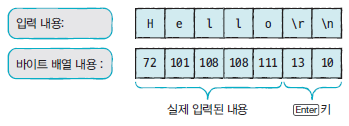 입력 내용: H e l l o \r \n
바이트 배열 내용 : 72 101 108 108 111 13 10
실제 입력된 내용 Enter 키